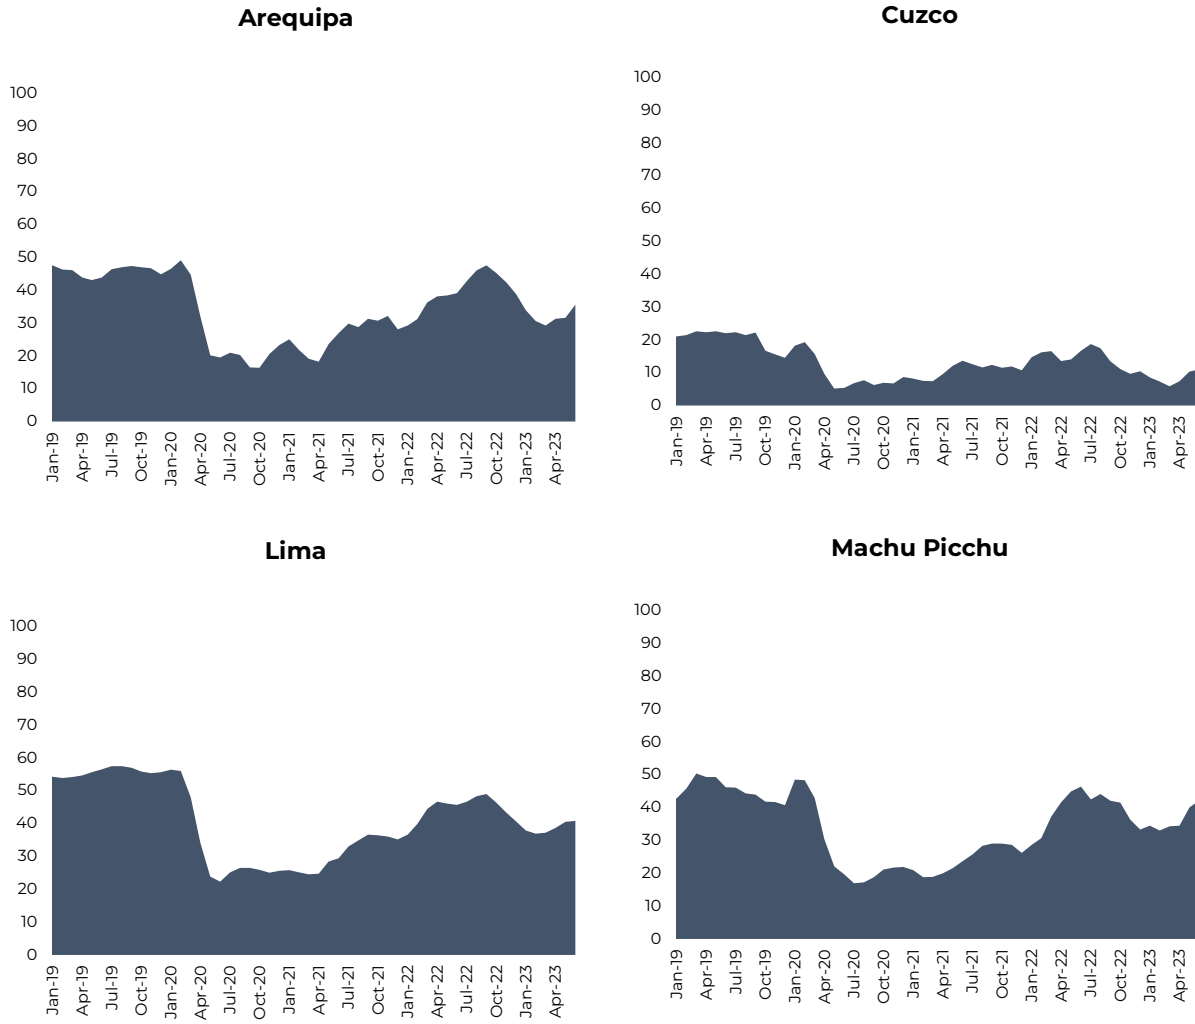 Arequipa
100
90
80
70
60
50
40
30
20
10
0
Jan-19
Apr-19
Jul-19
Oct-19
Jan-20
Apr-20
Jul-20
Oct-20
Jan-21
Apr-21
Jul-21
Oct-21
Jan-22
Apr-22
Jul-22
Oct-22
Jan-23
Apr-23
Cuzco
100
90
80
70
60
50
40
30
20
10
0
Jan-19
Apr-19
Jul-19
Oct-19
Jan-20
Apr-20
Jul-20
Oct-20
Jan-21
Apr-21
Jul-21
Oct-21
Jan-22
Apr-22
Jul-22
Oct-22
Jan-23
Apr-23
Lima
100
90
80
70
60
50
40
30
20
10
0
Jan-19
Apr-19
Jul-19
Oct-19
Jan-20
Apr-20
Jul-20
Oct-20
Jan-21
Apr-21
Jul-21
Oct-21
Jan-22
Apr-22
Jul-22
Oct-22
Jan-23
Apr-23
Machu Picchu
100
90
80
70
60
50
40
30
20
10
0
Jan-19
Apr-19
Jul-19
Oct-19
Jan-20
Apr-20
Jul-20
Oct-20
Jan-21
Apr-21
Jul-21
Oct-21
Jan-22
Apr-22
Jul-22
Oct-22
Jan-23
Apr-23